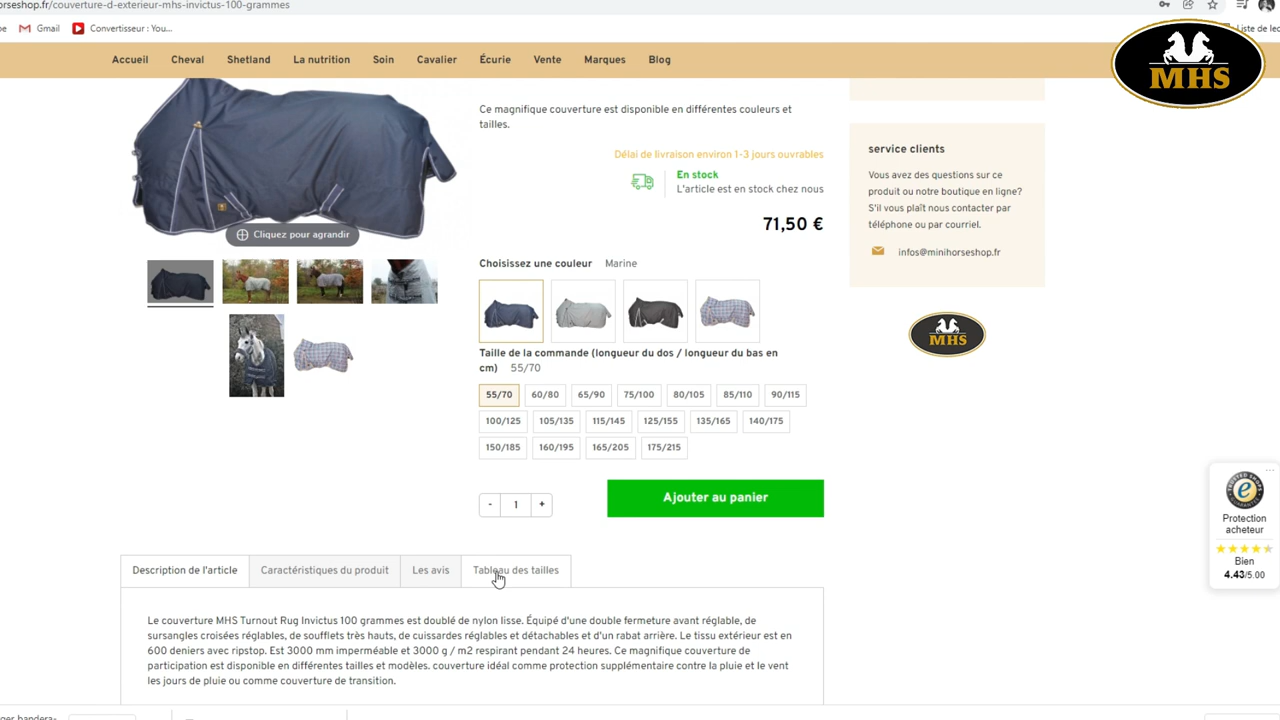 orseshop.fr/couverture-d-exterieur-mhs-invictus-100-grammes
Gmail
Convertisseur : You...
Liste de lec
Accueil
Cheval
Shetland
La nutrition
Soin
Cavalier
Écurie
Vente
Marques
Blog
MHS
Ce magnifique couverture est disponible en différentes couleurs et
tailles.
Délai de livraison environ 1-3 jours ouvrables
En stock
L'article est en stock chez nous
71,50 €
Cliquez pour agrandir
Choisissez une couleur Marine
Taille de la commande (longueur du dos / longueur du bas en
cm) 55/70
55/70 60/80 65/90 75/100 80/105 85/110 90/115
100/125 105/135 115/145 125/155 135/165 140/175
150/185 160/195 165/205 175/215
- 1 +
Ajouter au panier
service clients
Vous avez des questions sur ce
produit ou notre boutique en ligne?
S'il vous plaît nous contacter par
téléphone ou par courriel.
infos@minihorseshop.fr
MHS
TRUSTED SHOPS
Protection
acheteur
Bien
4.43/5.00
Description de l'article
Caractéristiques du produit
Les avis
Tableau des tailles
Le couverture MHS Turnout Rug Invictus 100 grammes est doublé de nylon lisse. Équipé d'une double fermeture avant réglable, de
sursangles croisées réglables, de soufflets très hauts, de cuissardes réglables et détachables et d'un rabat arrière. Le tissu extérieur est en
600 deniers avec ripstop. Est 3000 mm imperméable et 3000 g / m2 respirant pendant 24 heures. Ce magnifique couverture de
participation est disponible en différentes tailles et modèles. couverture idéal comme protection supplémentaire contre la pluie et le vent
les jours de pluie ou comme couverture de transition.